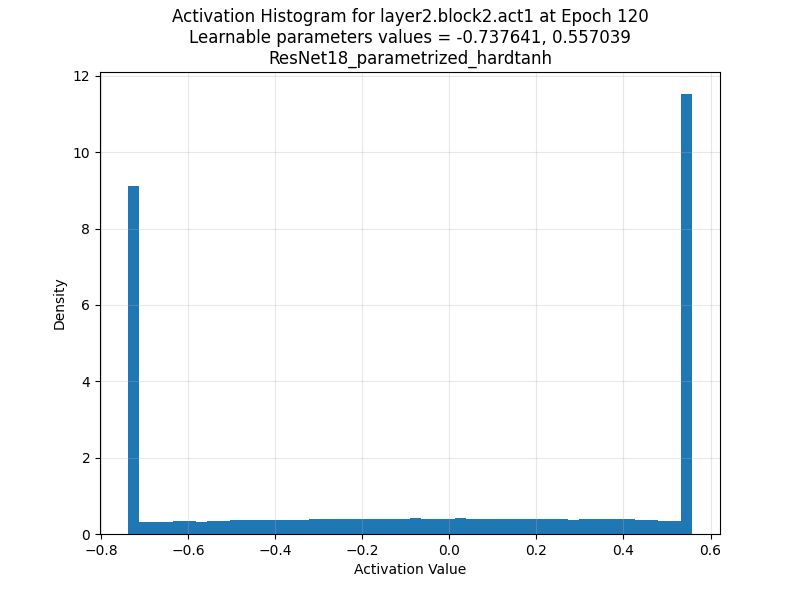 Activation Histogram for layer2.block2.act1 at Epoch 120
Learnable parameters values = -0.737641, 0.557039
ResNet18_parametrized_hardtanh
12
10
8
6
4
2
0
Density
−0.8 −0.6 −0.4 −0.2 0.0 0.2 0.4 0.6
Activation Value